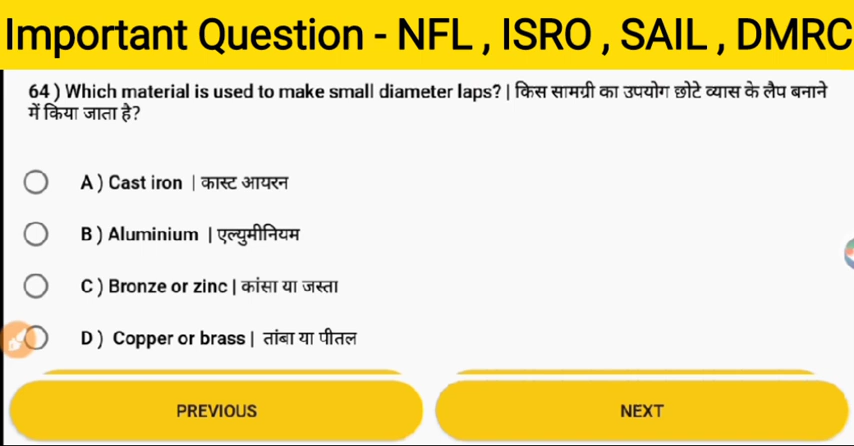 Important Question - NFL , ISRO , SAIL , DMRC
64 ) Which material is used to make small diameter laps? | किस सामग्री का उपयोग छोटे व्यास के लैप बनाने
में किया जाता है?
A ) Cast iron | कास्ट आयरन
B ) Aluminium | एल्युमीनियम
C ) Bronze or zinc | कांसा या जस्ता
D ) Copper or brass | तांबा या पीतल
PREVIOUS NEXT